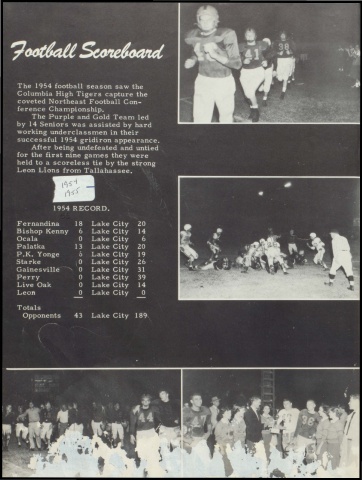 Football Scoreboard
The 1954 football season saw the
Columbia High Tigers capture the
coveted Northeast Football Con-
ference Championship.
The Purple and Gold Team led
by 14 Seniors was assisted by hard
working underclassmen in their
successful 1954 gridiron appearance.
After being undefeated and untied
for the first nine games they were
held to a scoreless tie by the strong
Leon Lions from Tallahassee.
1954
1955
1954 RECORD.
Fernandina 18 Lake City 20
Bishop Kenny 6 Lake City 14
Ocala 0 Lake City 6
Palatka 13 Lake City 20
P.K. Yonge Lake City 19
Starke 0 Lake City 26
Gainesville 0 Lake City 31
Perry 0 Lake City 39
Live Oak 0 Lake City 14
Leon 0 Lake City 0
Totals
Opponents 43 Lake City 189
41
38
36